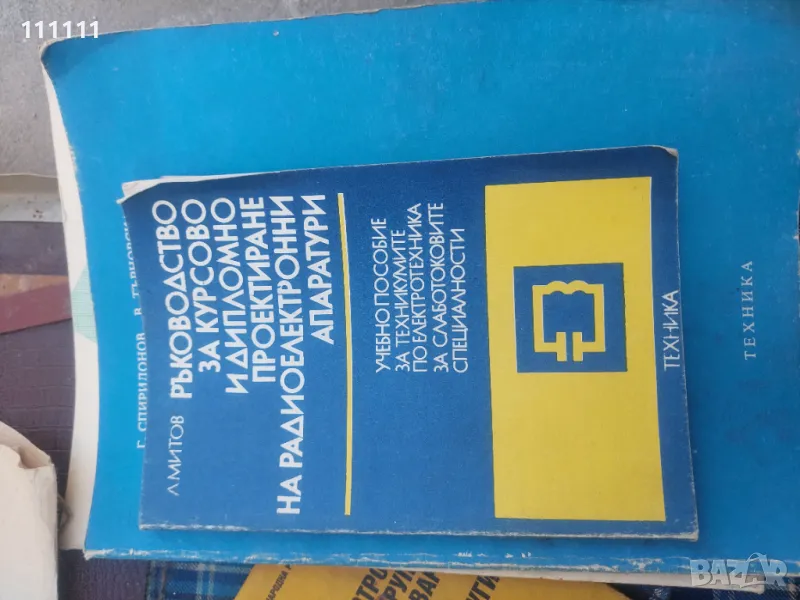 111111
Л МИТОВ
РЪКОВОДСТВО
ЗА КУРСОВО
И ДИПЛОМНО
ПРОЕКТИРАНЕ
НА РАДИОЕЛЕКТРОННИ
АПАРАТУРИ
УЧЕБНО ПОСОБИЕ
ЗА ТЕХНИКУМИТЕ
ПО ЕЛЕКТРОТЕХНИКА
ЗА СЛАБОТОКОВИТЕ
СПЕЦИАЛНОСТИ
ТЕХНИКА
Г. СПИРИДОНОВ
ТЕХНИКА
BAZAR